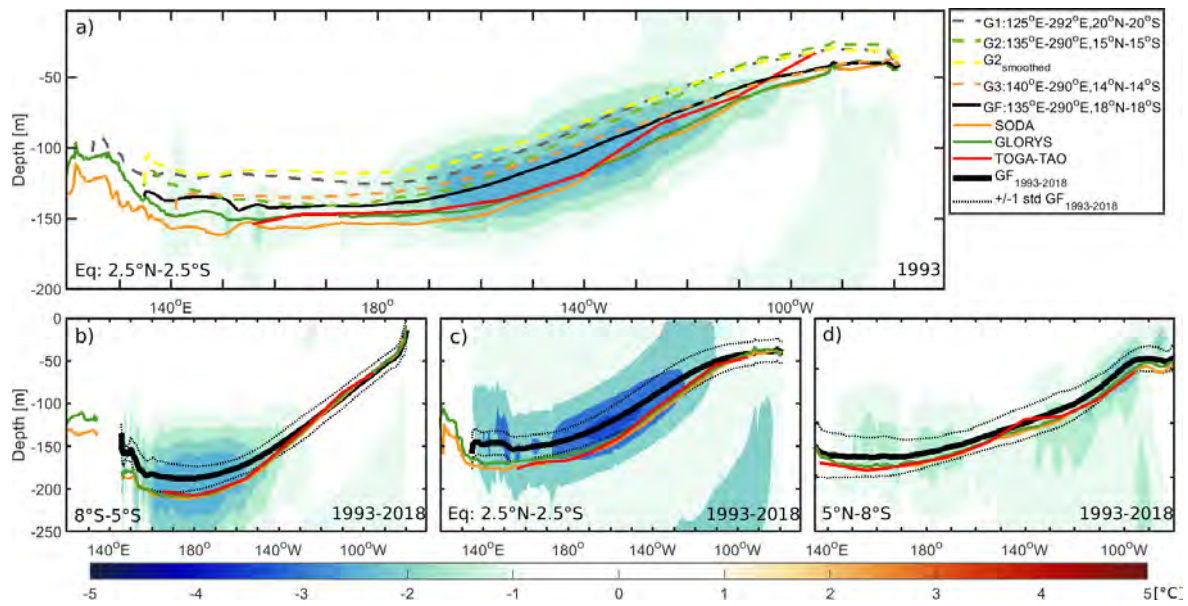 a)
G1:125°E-292°E,20°N-20°S
G2:135°E-290°E,15°N-15°S
G2smoothed
G3:140°E-290°E,14°N-14°S
GF:135°E-290°E,18°N-18°S
SODA
GLORYS
TOGA-TAO
GF1993-2018
+/-1 std GF1993-2018
Depth [m]
-50
-100
-150
-200
Eq: 2.5°N-2.5°S
1993
140°E 180° 140°W 100°W
b)
c)
d)
Depth [m]
0
-50
-100
-150
-200
-250
8°S-5°S
1993-2018
Eq: 2.5°N-2.5°S
1993-2018
5°N-8°S
1993-2018
140°E 180° 140°W 100°W
140°E 180° 140°W 100°W
140°E 180° 140°W 100°W
-5 -4 -3 -2 -1 0 1 2 3 4 5 [°C]